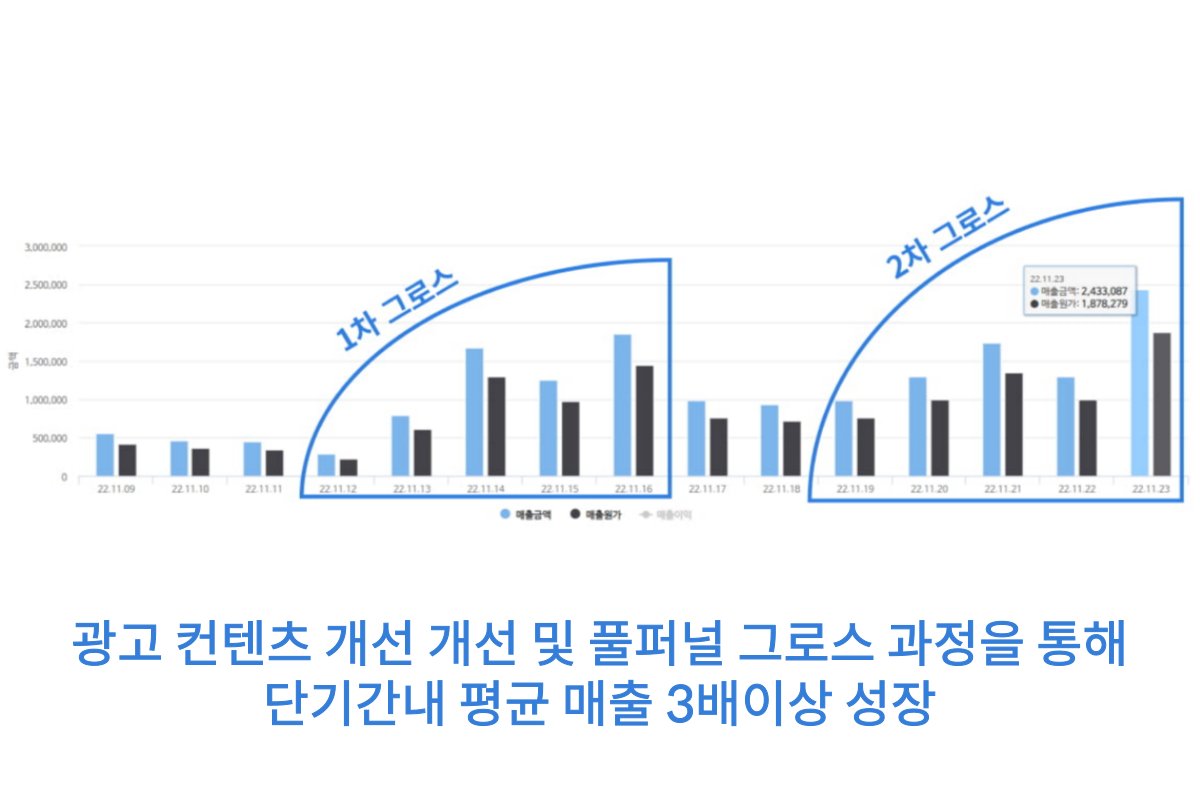 2차 그로스
1차 그로스
3,000,000
2,500,000
2,000,000
1,500,000
1,000,000
500,000
0
금액
22.11.23
매출금액: 2,433,087
매출원가: 1,878,279
22.11.09 22.11.10 22.11.11 22.11.12 22.11.13 22.11.14 22.11.15 22.11.16 22.11.17 22.11.18 22.11.19 22.11.20 22.11.21 22.11.22 22.11.23
매출금액 매출원가 매출이익
광고 컨텐츠 개선 개선 및 풀퍼널 그로스 과정을 통해
단기간내 평균 매출 3배이상 성장